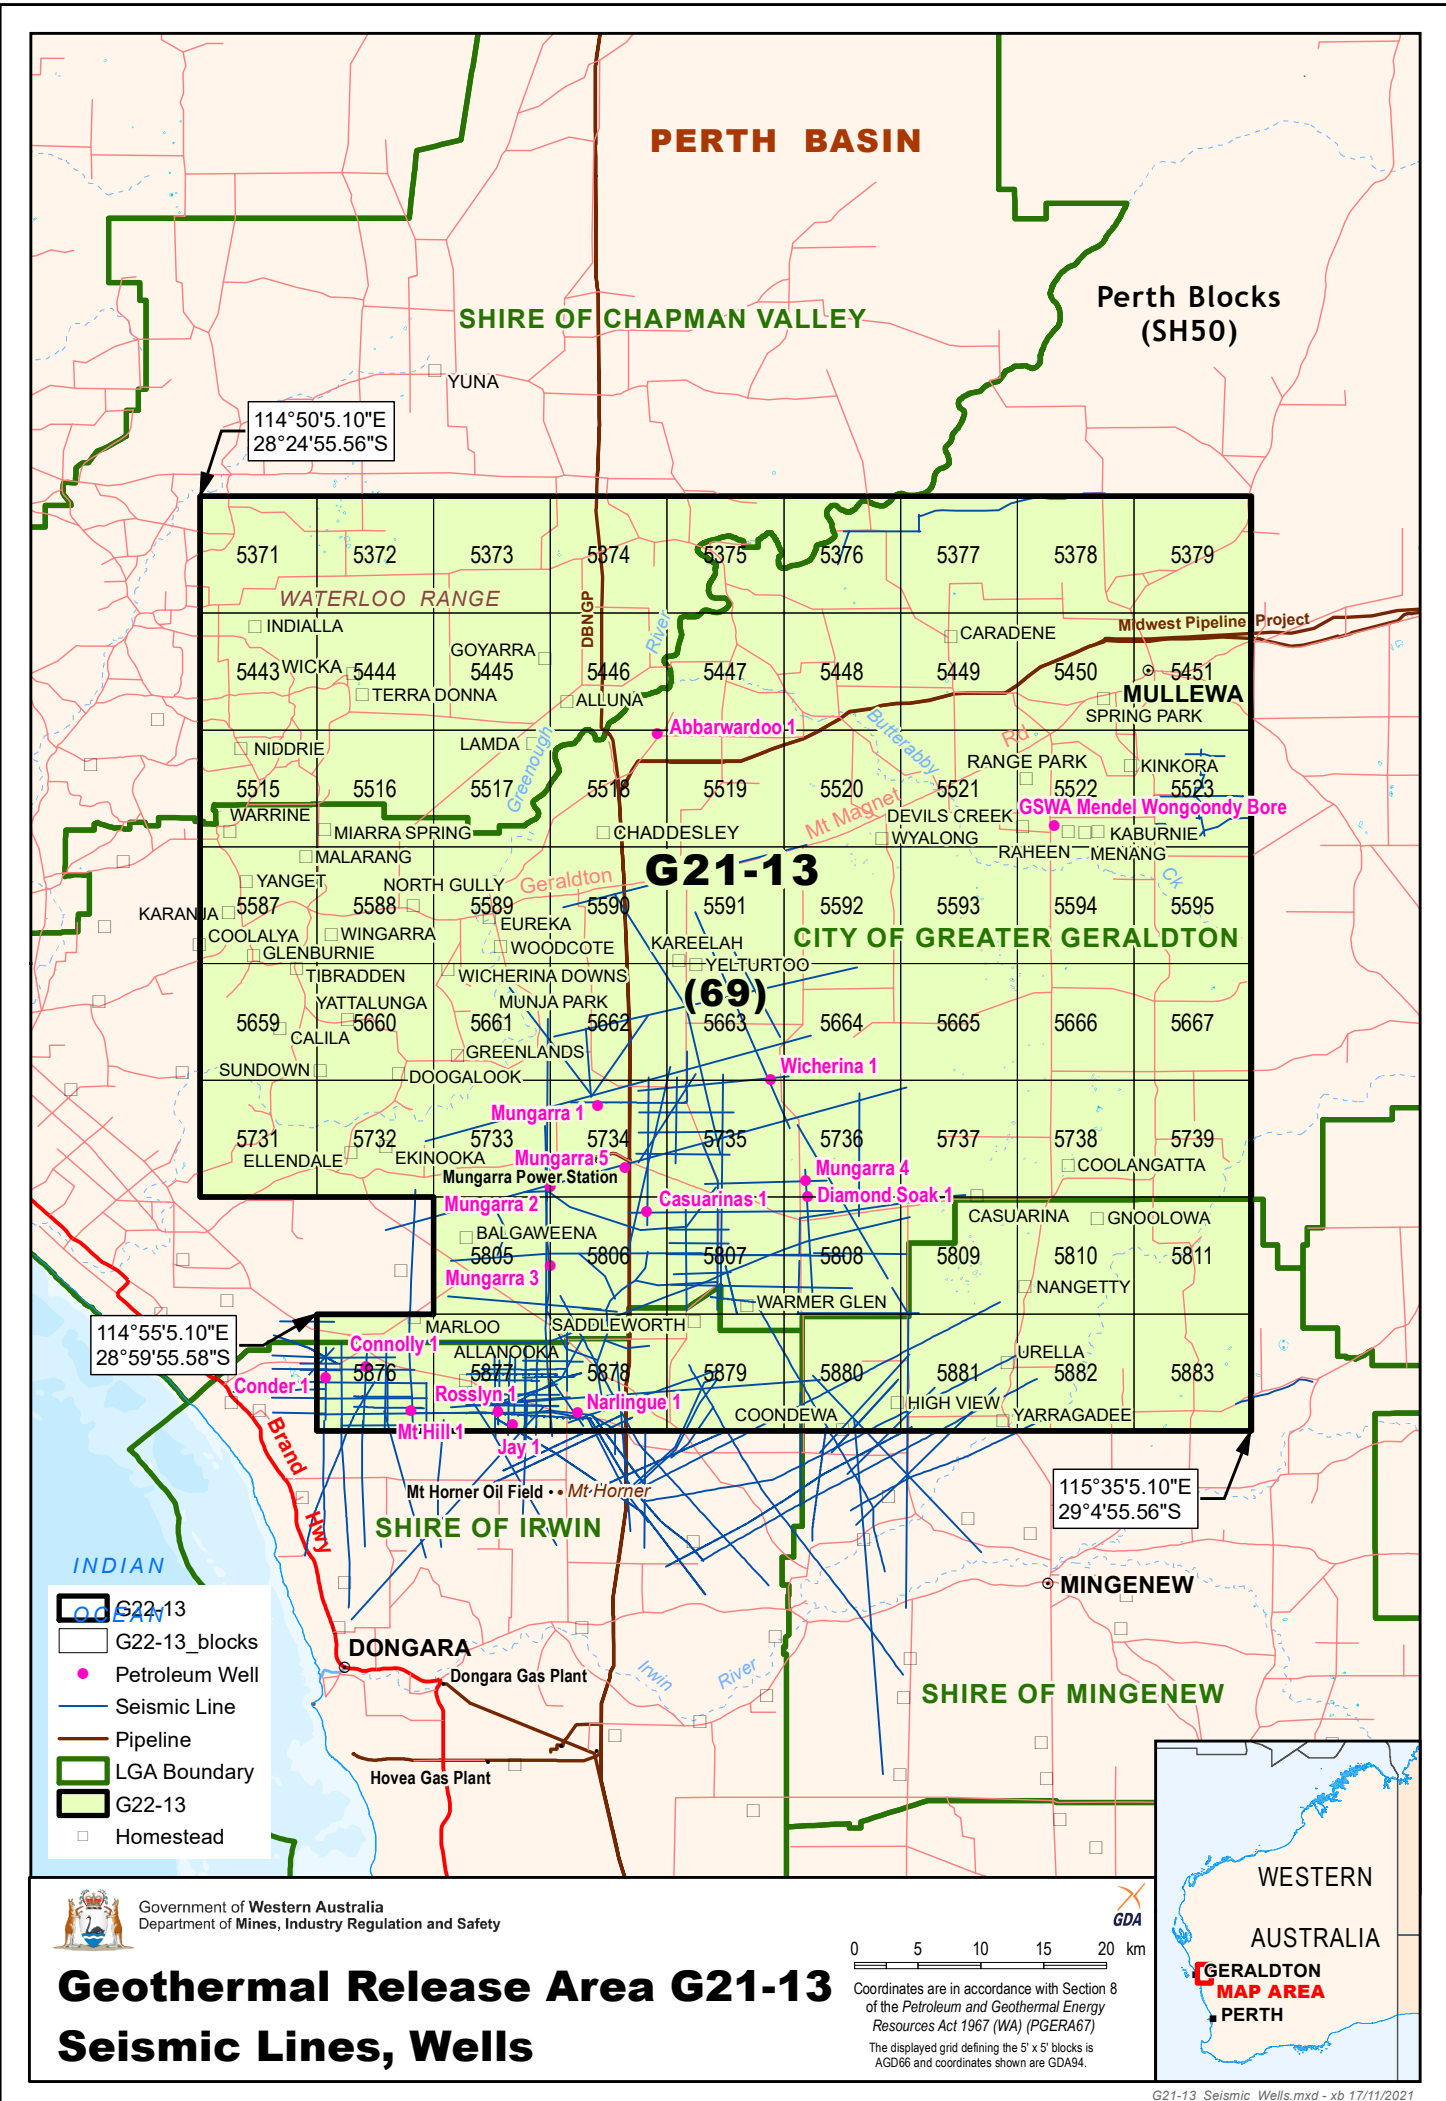 PERTH BASIN
Perth Blocks
(SH50)
SHIRE OF CHAPMAN VALLEY
YUNA
114°50'5.10"E
28°24'55.56"S
5371
5372
5373
5374
5375
5376
5377
5378
5379
WATERLOO RANGE
DBNGP
River
Midwest Pipeline Project
INDIALLA
CARADENE
GOYARRA
5443
WICKA
5444
5445
5446
5447
5448
5449
5450
5451
TERRA DONNA
ALLUNA
MULLEWA
SPRING PARK
Abbarwardoo 1
Butterabby
Rd
NIDDRIE
LAMDA
Greenough
RANGE PARK
KINKORA
5515
5516
5517
5518
5519
5520
5521
5522
5523
Mt Magnet
GSWA Mendel Wongoondy Bore
WARRINE
MIARRA SPRING
CHADDESLEY
DEVILS CREEK
WYALONG
KABURNIE
RAHEEN
MENANG
MALARANG
G21-13
YANGET
NORTH GULLY
Geraldton
Ck
KARANJA
5587
5588
5589
5590
5591
5592
5593
5594
5595
EUREKA
COOLALYA
WINGARRA
WOODCOTE
KAREELAH
CITY OF GREATER GERALDTON
GLENBURNIE
YELTURTOO
TIBRADDEN
WICHERINA DOWNS
(69)
YATTALUNGA
MUNJA PARK
5659
5660
5661
5662
5663
5664
5665
5666
5667
CALILA
GREENLANDS
SUNDOWN
DOOGALOOK
Wicherina 1
Mungarra 1
5731
5732
5733
5734
5735
5736
5737
5738
5739
ELLENDALE
EKINOOKA
Mungarra 5
Mungarra 4
COOLANGATTA
Mungarra Power Station
Mungarra 2
Casuarinas 1
Diamond Soak 1
CASUARINA
GNOOLOWA
BALGAWEENA
5805
5806
5807
5808
5809
5810
5811
Mungarra 3
NANGETTY
WARMER GLEN
114°55'5.10"E
28°59'55.58"S
MARLOO
SADDLEWORTH
Connolly 1
ALLANOOKA
URELLA
5876
5877
5878
5879
5880
5881
5882
5883
Conder 1
Rosslyn 1
Narlingue 1
HIGH VIEW
COONDEWA
YARRAGADEE
Mt Hill 1
Jay 1
Brand
Hwy
115°35'5.10"E
29°4'55.56"S
Mt Horner Oil Field
Mt Horner
SHIRE OF IRWIN
INDIAN
OCEAN
MINGENEW
DONGARA
Dongara Gas Plant
Irwin
River
SHIRE OF MINGENEW
Hovea Gas Plant
G22-13
G22-13_blocks
Petroleum Well
Seismic Line
Pipeline
LGA Boundary
G22-13
Homestead
WESTERN
AUSTRALIA
GERALDTON
MAP AREA
PERTH
Government of Western Australia
Department of Mines, Industry Regulation and Safety
Geothermal Release Area G21-13
Seismic Lines, Wells
GDA
0 5 10 15 20 km
Coordinates are in accordance with Section 8
of the Petroleum and Geothermal Energy
Resources Act 1967 (WA) (PGERA67)
The displayed grid defining the 5' x 5' blocks is
AGD66 and coordinates shown are GDA94.
G21-13_Seismic_Wells.mxd - xb 17/11/2021